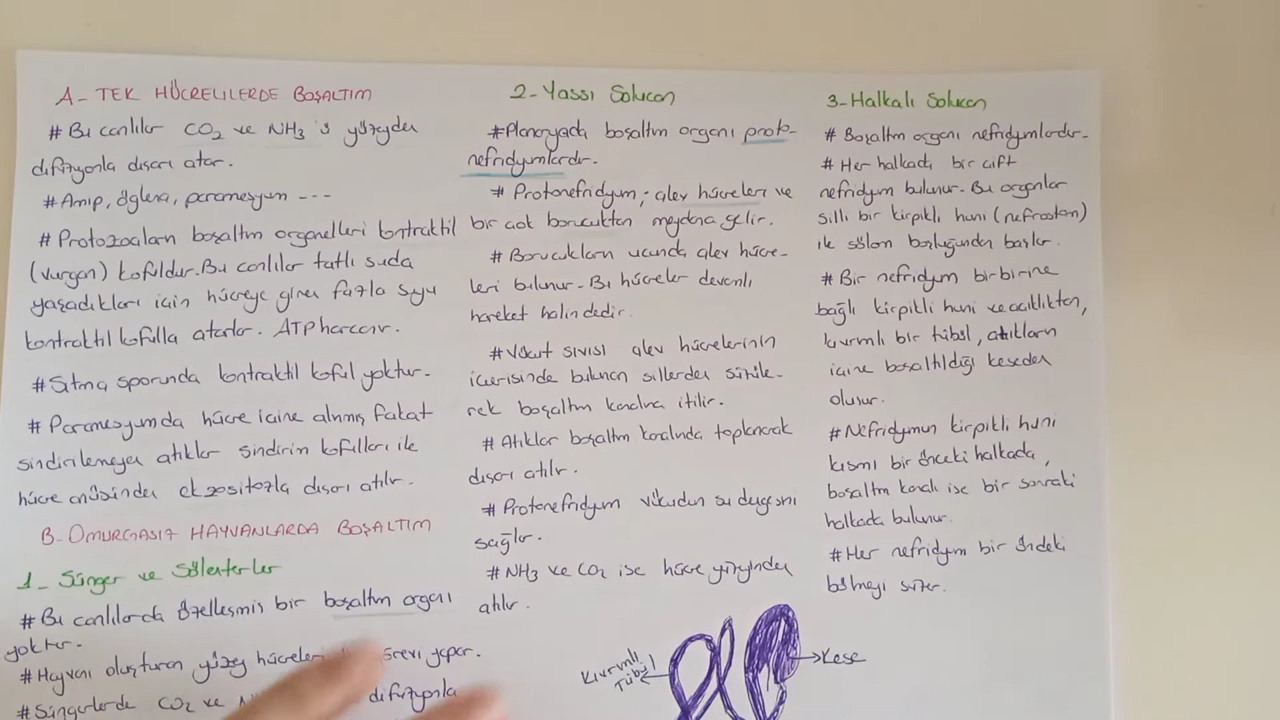 A- TEK HÜCRELİLERDE BOŞALTIM
# Bu canlılar CO2 ve NH3'ü yüzeyden
difüzyonla dışarı atar.
# Amip, öglena, paramesyum ---
# Protozoaların boşaltım organelleri kontraktil
(vurgan) kofuldur. Bu canlılar tatlı suda
yaşadıkları için hücreye giren fazla suyu
kontraktil kofulla atarlar. ATP harcanır.
# Sıtma sporunda kontraktil koful yoktur.
# Paramesyumda hücre içine alınmış fakat
sindirilemeyen atıklar sindirim kofulları ile
hücre anüsünden ekzositozla dışarı atılır.
B- OMURGASIZ HAYVANLARDA BOŞALTIM
1- Sünger ve Sölenterler
# Bu canlılarda özelleşmiş bir boşaltım organı
yoktur.
# Hayvanı oluşturan yüzey hücreleri görevi yapar.
# Süngerlerde CO2 ve difüzyonla
2- Yassı Solucan
# Planaryada boşaltım organı proto-
nefridyumlardır.
# Protonefridyum; alev hücreleri ve
bir çok borucuktan meydana gelir.
# Borucukların ucunda alev hücre-
leri bulunur. Bu hücreler devamlı
hareket halindedir.
# Vücut sıvısı alev hücrelerinin
içerisinde bulunan sillerden süzüle-
rek boşaltım kanalına itilir.
# Atıklar boşaltım kanalında toplanarak
dışarı atılır.
# Protonefridyum vücudun su dengesini
sağlar.
# NH3 ve CO2 ise hücre yüzeyinden
atılır.
Kıvrımlı
Tübül
Kese
3- Halkalı Solucan
# Boşaltım organı nefridyumlardır.
# Her halkada bir çift
nefridyum bulunur. Bu organlar
silli bir kirpikli huni (nefrostom)
ile sölom boşluğundan başlar.
# Bir nefridyum birbirine
bağlı kirpikli huni ve açıklıktan,
kıvrımlı bir tübül, atıkların
içine boşaltıldığı keseden
oluşur.
# Nefridyumun kirpikli huni
kısmı bir önceki halkada,
boşaltım kanalı ise bir sonraki
halkada bulunur.
# Her nefridyum bir öndeki
bölmeyi süzer.